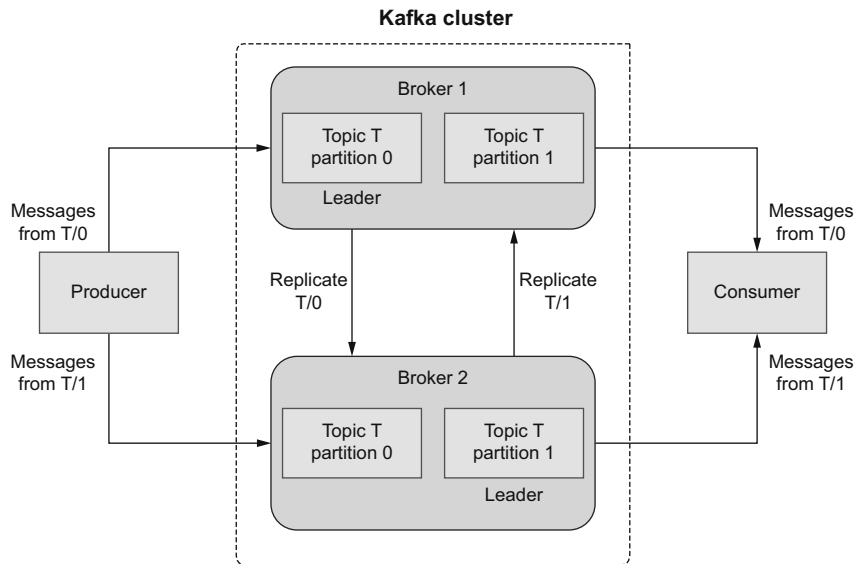 Kafka cluster
Broker 1
Topic T
partition 0
Topic T
partition 1
Leader
Messages
from T/0
Messages
from T/0
Replicate
T/0
Replicate
T/1
Producer
Consumer
Messages
from T/1
Messages
from T/1
Broker 2
Topic T
partition 0
Topic T
partition 1
Leader